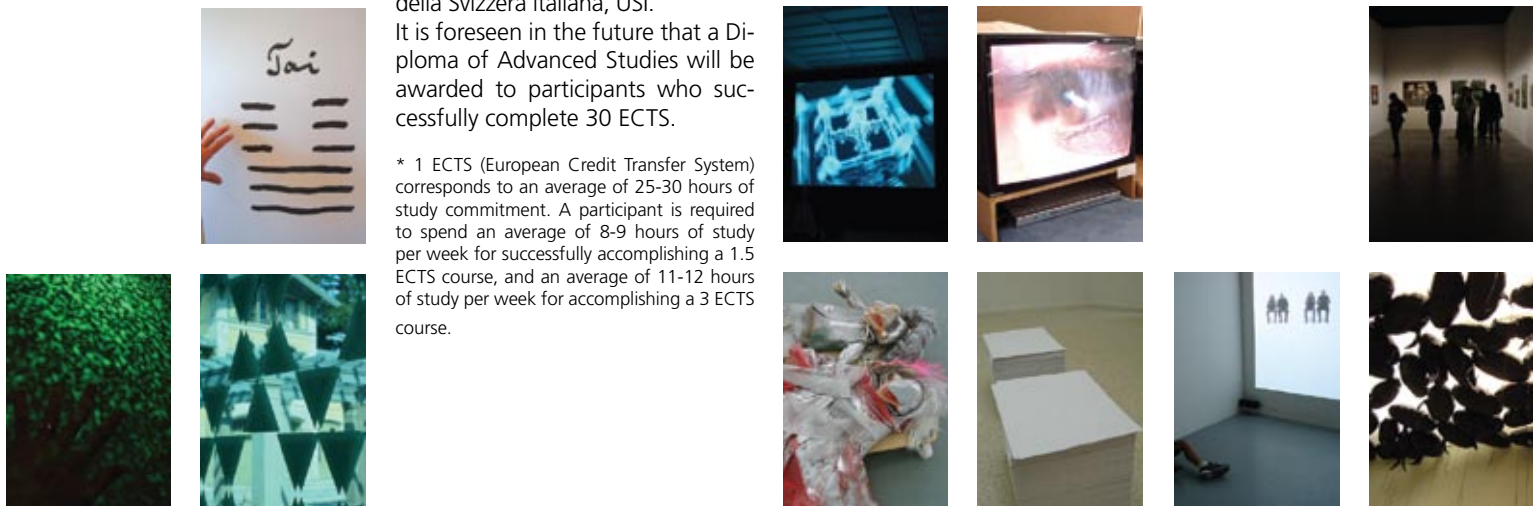 Tai
della Svizzera Italiana, USI.
It is foreseen in the future that a Di-
ploma of Advanced Studies will be
awarded to participants who suc-
cessfully complete 30 ECTS.
* 1 ECTS (European Credit Transfer System)
corresponds to an average of 25-30 hours of
study commitment. A participant is required
to spend an average of 8-9 hours of study
per week for successfully accomplishing a 1.5
ECTS course, and an average of 11-12 hours
of study per week for accomplishing a 3 ECTS
course.